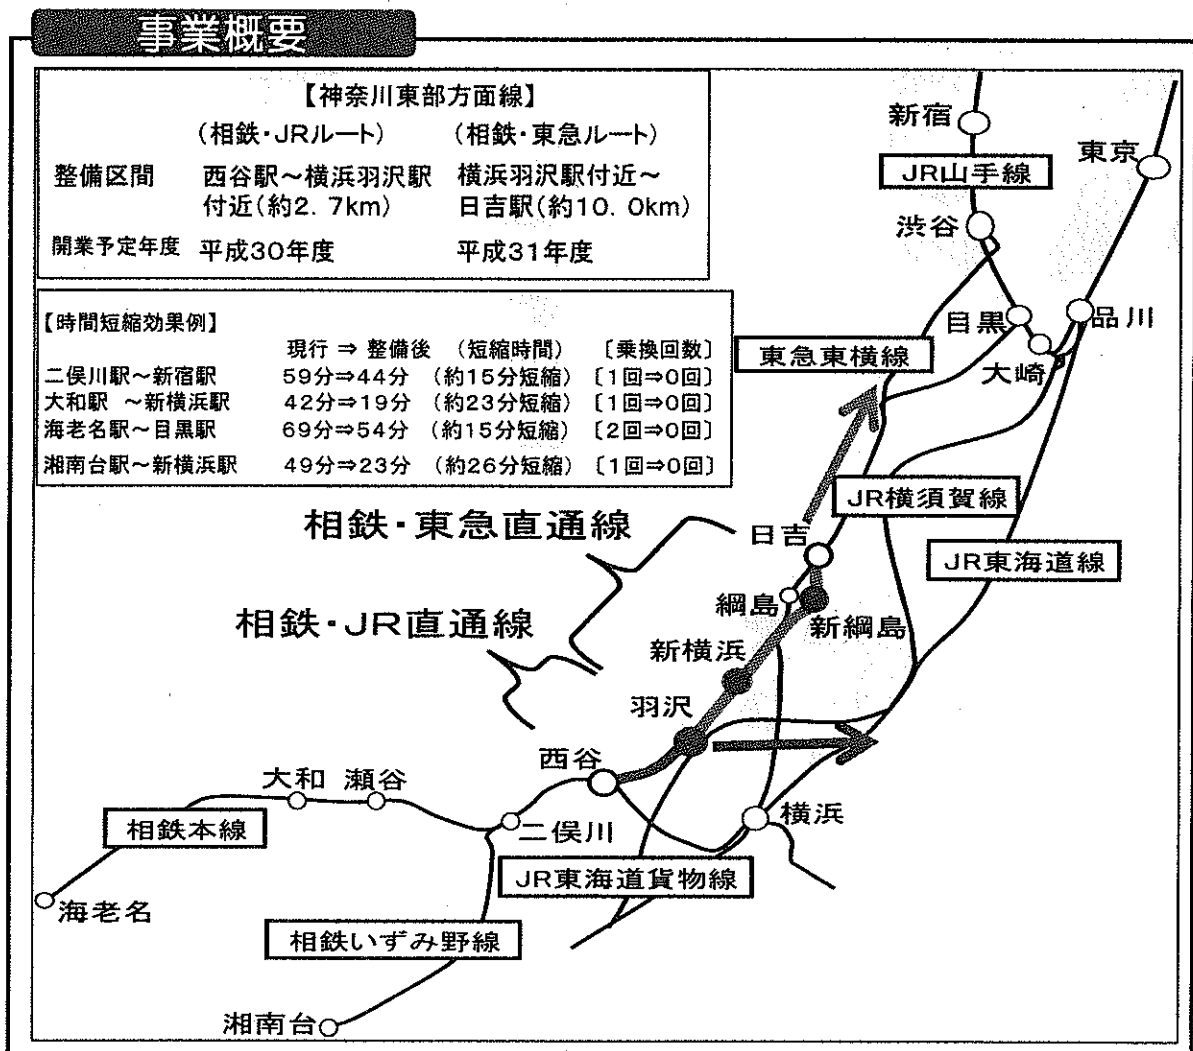 事業概要
【神奈川東部方面線】
(相鉄・JRルート) (相鉄・東急ルート)
整備区間 西谷駅~横浜羽沢駅 横浜羽沢駅付近~
付近(約2. 7km) 日吉駅(約10. 0km)
開業予定年度 平成30年度 平成31年度
【時間短縮効果例】
現行 ⇒ 整備後 (短縮時間) 〔乗換回数〕
二俣川駅~新宿駅 59分⇒44分 (約15分短縮) 〔1回⇒0回〕
大和駅 ~新横浜駅 42分⇒19分 (約23分短縮) 〔1回⇒0回〕
海老名駅~目黒駅 69分⇒54分 (約15分短縮) 〔2回⇒0回〕
湘南台駅~新横浜駅 49分⇒23分 (約26分短縮) 〔1回⇒0回〕
新宿
東京
JR山手線
渋谷
目黒
品川
大崎
東急東横線
JR横須賀線
相鉄・東急直通線
日吉
JR東海道線
綱島
新綱島
相鉄・JR直通線
新横浜
羽沢
西谷
大和 瀬谷
横浜
相鉄本線
二俣川
JR東海道貨物線
海老名
相鉄いずみ野線
湘南台